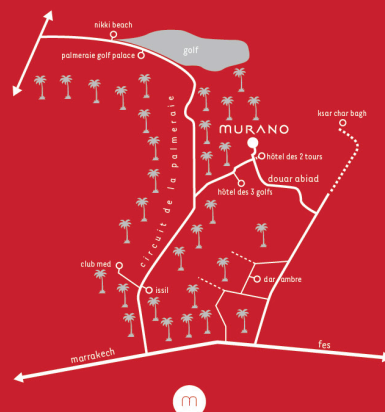 nikki beach
golf
palmeraie golf palace
ksar char bagh
MURANO
hôtel des 2 tours
circuit de la palmeraie
douar abiad
hôtel des 3 golfs
club med
dar ambre
issil
marrakech
fes
m